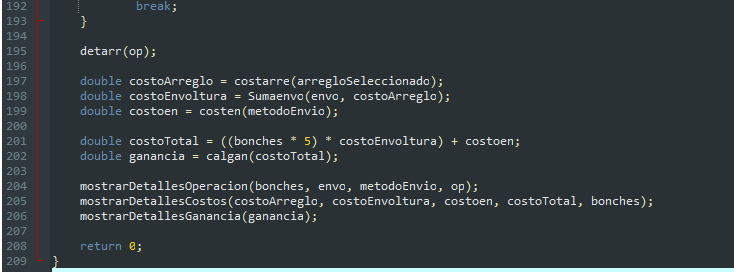 192 break;
193 }
194
195 detarr(op);
196
197 double costoArreglo = costarre(arregloSeleccionado);
198 double costoEnvoltura = Sumaenvo(envo, costoArreglo);
199 double costoen = costen(metodoEnvio);
200
201 double costoTotal = ((bonches * 5) * costoEnvoltura) + costoen;
202 double ganancia = calgan(costoTotal);
203
204 mostrarDetallesOperacion(bonches, envo, metodoEnvio, op);
205 mostrarDetallesCostos(costoArreglo, costoEnvoltura, costoen, costoTotal, bonches);
206 mostrarDetallesGanancia(ganancia);
207
208 return 0;
209 }